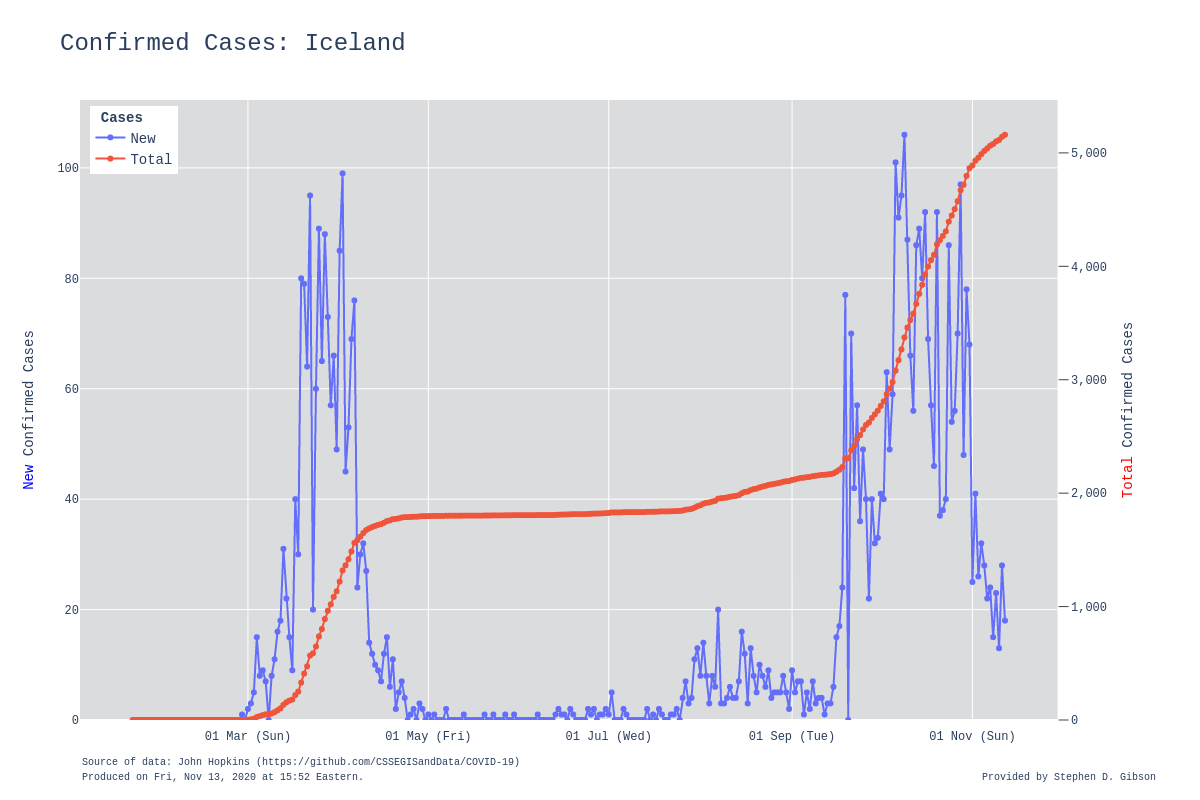 Confirmed Cases: Iceland
Cases
New
Total
100
80
60
40
20
0
5,000
4,000
3,000
2,000
1,000
0
New Confirmed Cases
Total Confirmed Cases
01 Mar (Sun) 01 May (Fri) 01 Jul (Wed) 01 Sep (Tue) 01 Nov (Sun)
Source of data: John Hopkins (https://github.com/CSSEGISandData/COVID-19)
Produced on Fri, Nov 13, 2020 at 15:52 Eastern.
Provided by Stephen D. Gibson